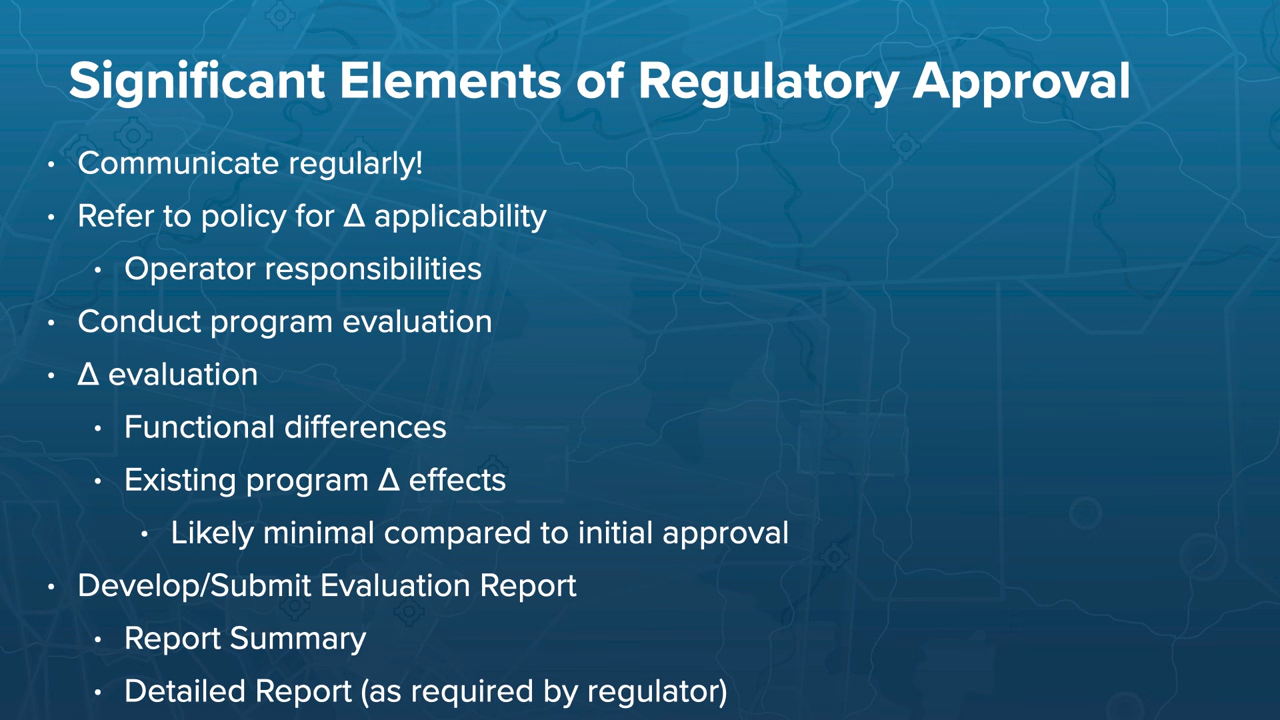 Significant Elements of Regulatory Approval
• Communicate regularly!
• Refer to policy for Δ applicability
• Operator responsibilities
• Conduct program evaluation
• Δ evaluation
• Functional differences
• Existing program Δ effects
• Likely minimal compared to initial approval
• Develop/Submit Evaluation Report
• Report Summary
• Detailed Report (as required by regulator)